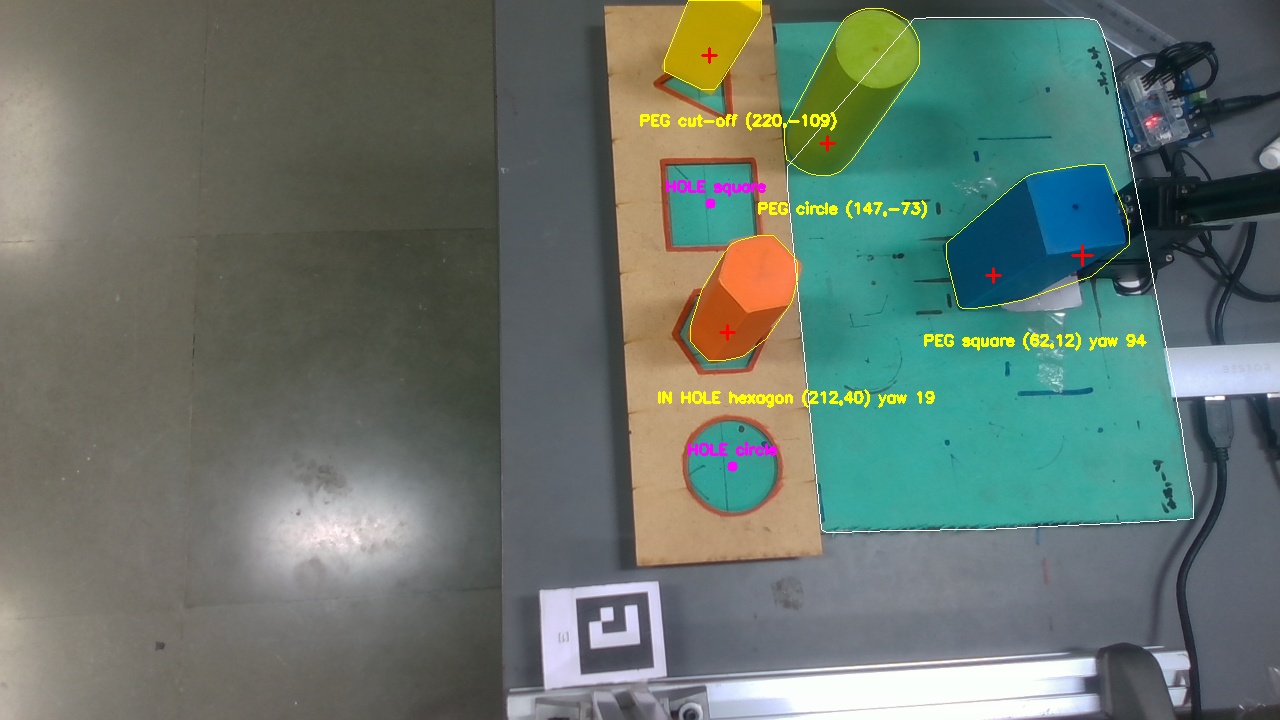 PEG cut-off (220,-109)
HOLE square
PEG circle (147,-73)
PEG square (62,12) yaw 94
IN HOLE hexagon (212,40) yaw 19
HOLE circle